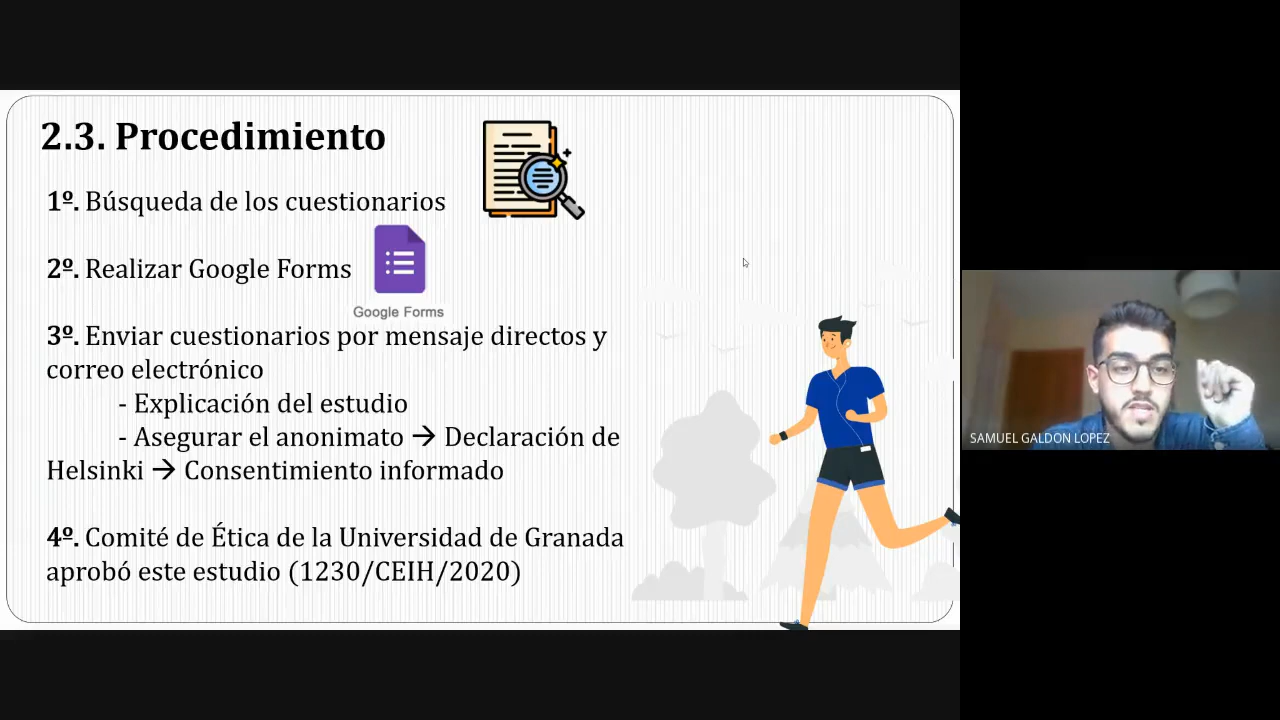 2.3. Procedimiento
1º. Búsqueda de los cuestionarios
2º. Realizar Google Forms
Google Forms
3º. Enviar cuestionarios por mensaje directos y
correo electrónico
- Explicación del estudio
- Asegurar el anonimato → Declaración de
Helsinki → Consentimiento informado
4º. Comité de Ética de la Universidad de Granada
aprobó este estudio (1230/CEIH/2020)
SAMUEL GALDON LOPEZ